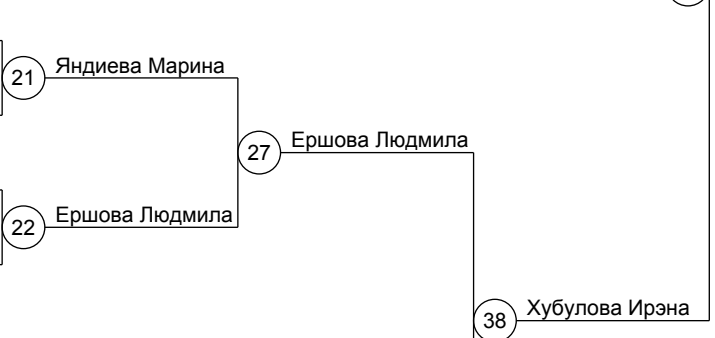 21 Яндиева Марина
27 Ершова Людмила
22 Ершова Людмила
38 Хубулова Ирэна